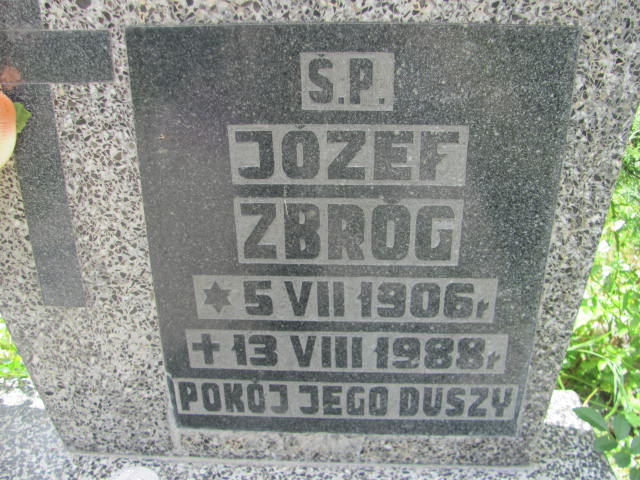 Ś.P.
JÓZEF
ZBRÓG
✶ 5 VII 1906r
+ 13 VIII 1988r
POKÓJ JEGO DUSZY